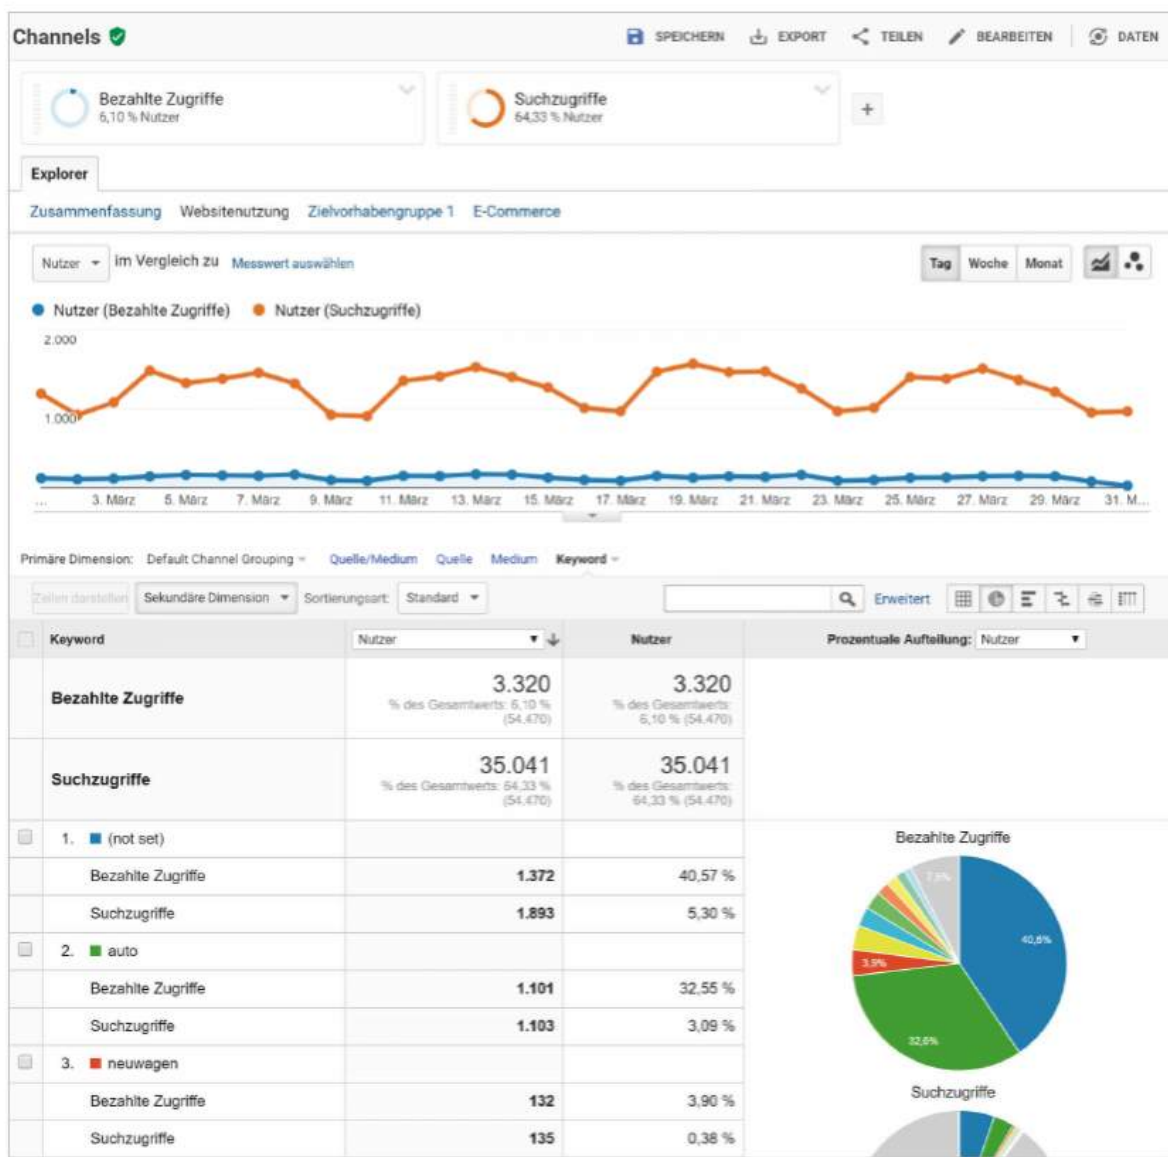 Channels
SPEICHERN EXPORT TEILEN BEARBEITEN DATEN
Bezahlte Zugriffe
6,10 % Nutzer
Suchzugriffe
64,33 % Nutzer
+
Explorer
Zusammenfassung Websitenutzung Zielvorhabengruppe 1 E-Commerce
Nutzer im Vergleich zu Messwert auswählen
Tag Woche Monat
Nutzer (Bezahlte Zugriffe) Nutzer (Suchzugriffe)
2.000
1.000
... 3. März 5. März 7. März 9. März 11. März 13. März 15. März 17. März 19. März 21. März 23. März 25. März 27. März 29. März 31. M...
Primäre Dimension: Default Channel Grouping Quelle/Medium Quelle Medium Keyword
Zeilen darstellen Sekundäre Dimension Sortierungsart: Standard Erweitert
Keyword Nutzer Nutzer Prozentuale Aufteilung: Nutzer
Bezahlte Zugriffe
3.320
% des Gesamtwerts: 6,10 %
(54.470)
3.320
% des Gesamtwerts:
6,10 % (54.470)
Suchzugriffe
35.041
% des Gesamtwerts: 64,33 %
(54.470)
35.041
% des Gesamtwerts:
64,33 % (54.470)
1. (not set)
Bezahlte Zugriffe 1.372 40,57 %
Suchzugriffe 1.893 5,30 %
2. auto
Bezahlte Zugriffe 1.101 32,55 %
Suchzugriffe 1.103 3,09 %
3. neuwagen
Bezahlte Zugriffe 132 3,90 %
Suchzugriffe 135 0,38 %
Bezahlte Zugriffe
7,6%
40,6%
3,9%
32,6%
Suchzugriffe